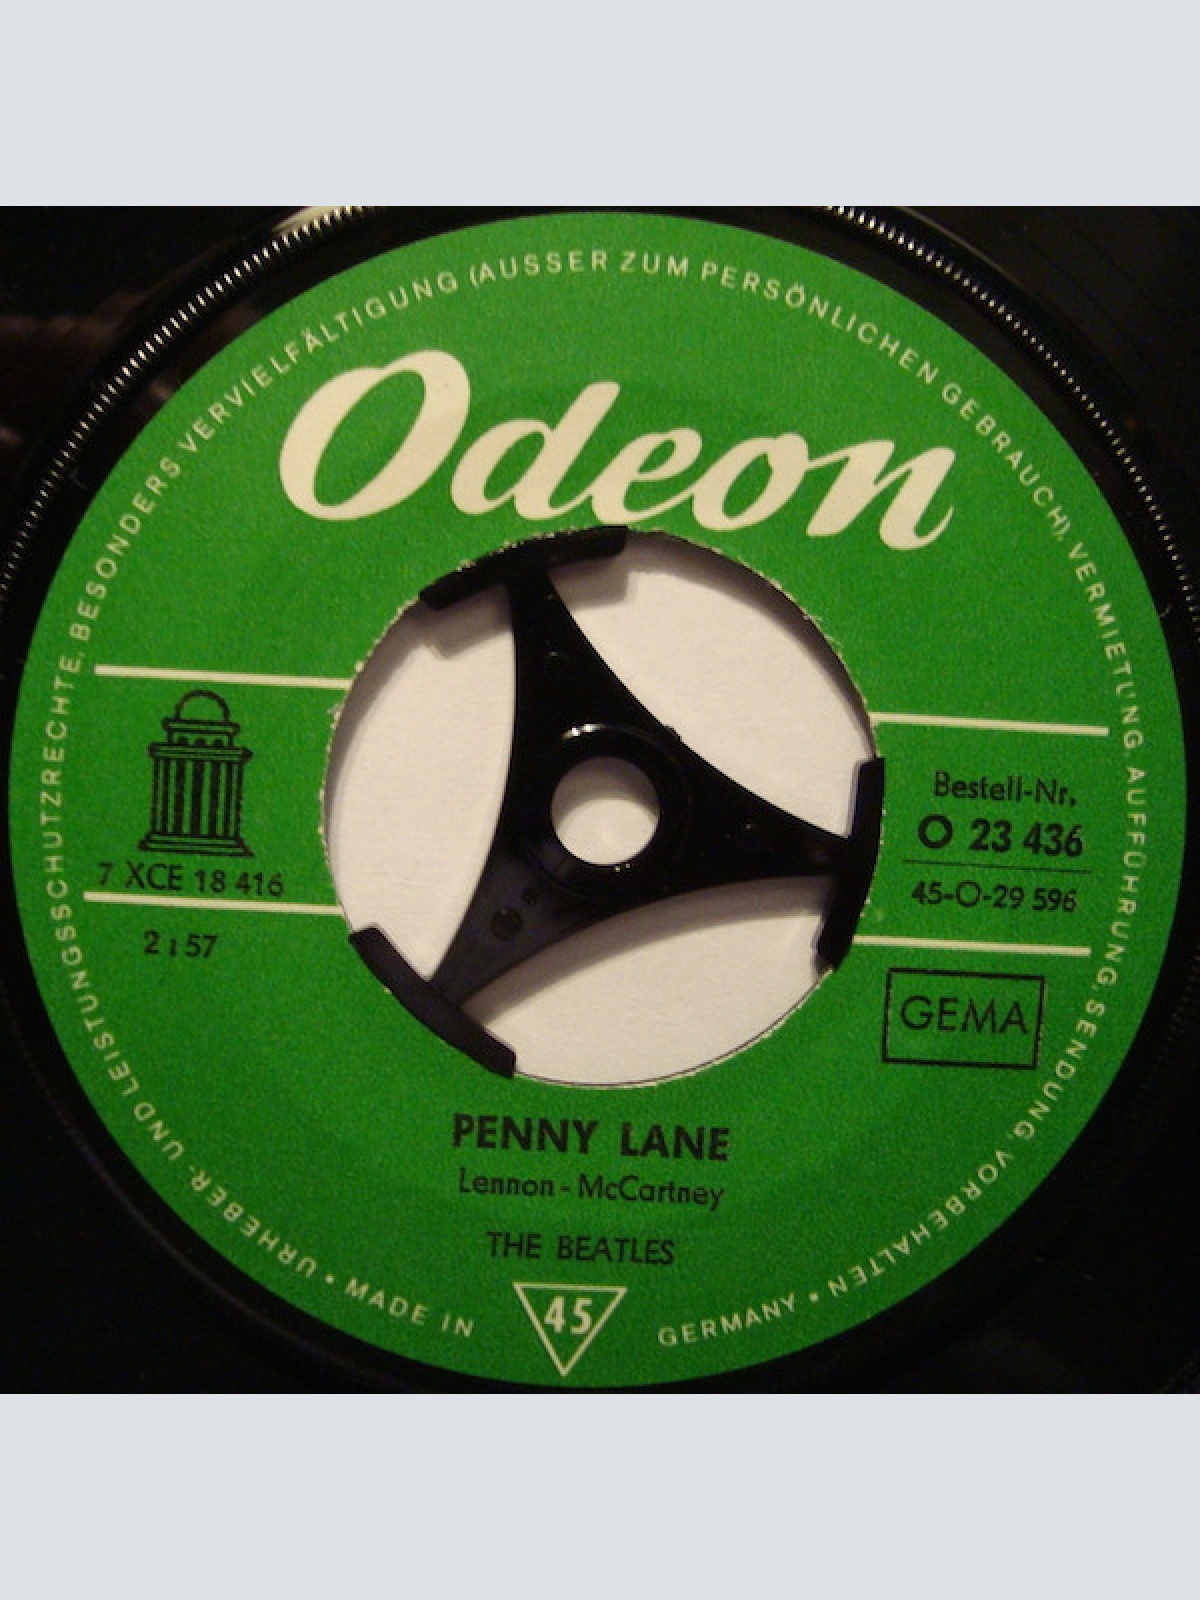 URHEBER- UND LEISTUNGSSCHUTZRECHTE, BESONDERS VERVIELFÄLTIGUNG (AUSSER ZUM PERSÖNLICHEN GEBRAUCH), VERMIETUNG, AUFFÜHRUNG, SENDUNG, VORBEHALTEN •
Odeon
7 XCE 18 416
2:57
Bestell-Nr.
O 23 436
45-O-29 596
GEMA
PENNY LANE
Lennon - McCartney
THE BEATLES
45
MADE IN GERMANY •